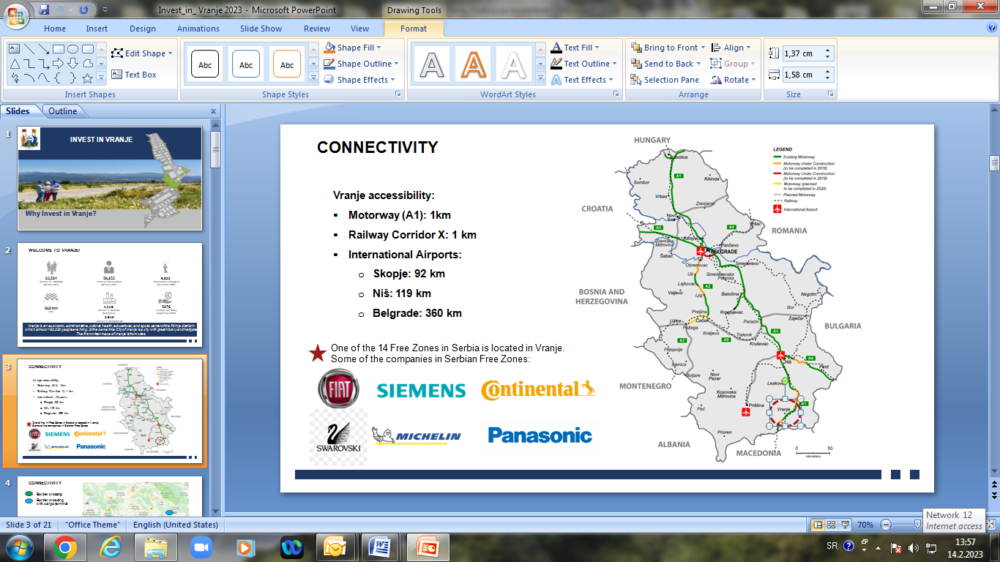 Invest_in_ Vranje 2023 - Microsoft PowerPoint
Drawing Tools
Home
Insert
Design
Animations
Slide Show
Review
View
Format
Edit Shape
Text Box
Insert Shapes
Abc
Abc
Abc
Shape Fill
Shape Outline
Shape Effects
Shape Styles
Text Fill
Text Outline
Text Effects
WordArt Styles
Bring to Front
Send to Back
Selection Pane
Align
Group
Rotate
Arrange
1,37 cm
1,58 cm
Size
Slides
Outline
1
INVEST IN VRANJE
Why Invest in Vranje?
2
WELCOME TO VRANJE!
3
CONNECTIVITY
4
CONNECTIVITY
Border crossing
Border crossing
with cargo terminal
CONNECTIVITY
Vranje accessibility:
Motorway (A1): 1km
Railway Corridor X: 1 km
International Airports:
Skopje: 92 km
Niš: 119 km
Belgrade: 360 km
One of the 14 Free Zones in Serbia is located in Vranje.
Some of the companies in Serbian Free Zones:
FIAT
SIEMENS
Continental
SWAROVSKI
MICHELIN
Panasonic
LEGEND
Existing Motorway
Motorway Under Construction
(to be completed in 2018)
Motorway Under Construction
(to be completed in 2019)
Motorway (planned
to be completed in 2020)
Planned Motorway
Railway
International Airport
HUNGARY
Subotica
A1
Sombor
Kikinda
Vrbas
Zrenjanin
CROATIA
Novi
Sad
A3
A2
Vršac
ROMANIA
Sremska
Mitrovica
Pančevo
BELGRADE
Šabac
Obrenovac
Smederevo
Ub
Smederevska
Palanka
Lajkovac
A2
BOSNIA AND
HERZEGOVINA
Valjevo
Ljig
Batočina
Negotin
Bor
Preljina
Kragujevac
Užice
Čačak
Požega
Zaječar
Paraćin
BULGARIA
Kraljevo
Trstenik
A1
A2
A5
Kruševac
Prijepolje
Sjenica
Niš
A4
Pirot
Boljare
Novi
Pazar
MONTENEGRO
Leskovac
Kosovska
Mitrovica
Peć
Priština
Vranje
A1
Prizren
ALBANIA
MACEDONIA
0
50
kilometers
Slide 3 of 21
"Office Theme"
English (United States)
70%
Network 12
Internet access
SR
13:57
14.2.2023